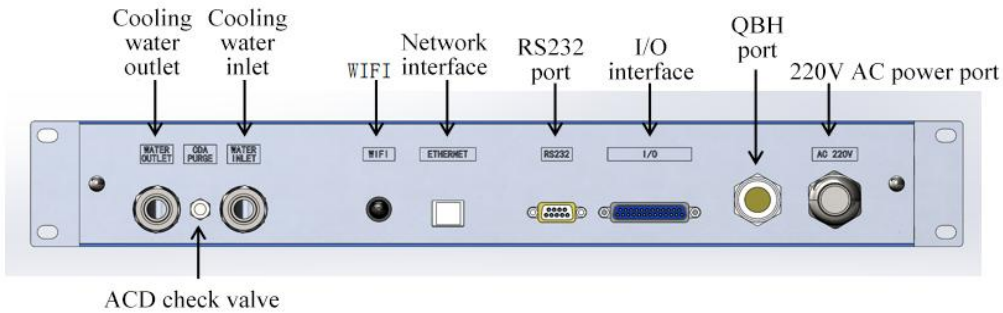 Cooling
water
outlet
Cooling
water
inlet
WIFI
Network
interface
RS232
port
I/O
interface
QBH
port
220V AC power port
WATER
OUTLET
CDA
PURGE
WATER
INLET
WIFI
ETHERNET
RS232
I/O
AC 220V
ACD check valve